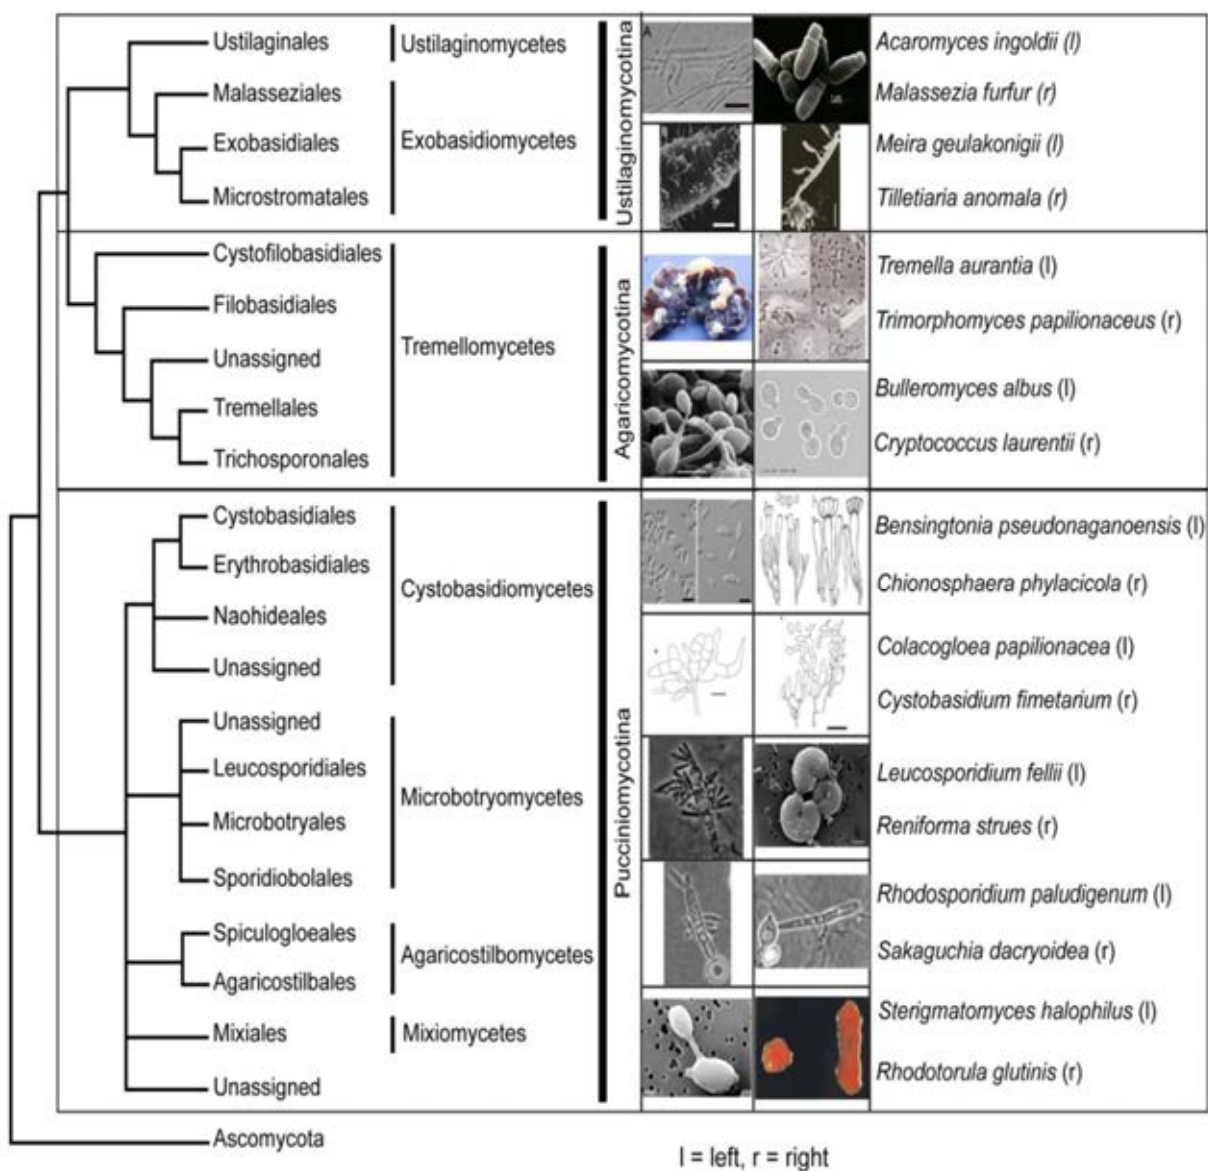 Ustilaginales
Ustilaginomycetes
Malasseziales
Exobasidiales
Exobasidiomycetes
Microstromatales
Ustilaginomycotina
A
Acaromyces ingoldii (l)
Malassezia furfur (r)
Meira geulakonigii (l)
Tilletiaria anomala (r)
Cystofilobasidiales
Filobasidiales
Unassigned
Tremellomycetes
Tremellales
Trichosporonales
Agaricomycotina
Tremella aurantia (l)
Trimorphomyces papilionaceus (r)
Bulleromyces albus (l)
Cryptococcus laurentii (r)
Cystobasidiales
Erythrobasidiales
Cystobasidiomycetes
Naohideales
Unassigned
Unassigned
Leucosporidiales
Microbotryomycetes
Microbotryales
Sporidiobolales
Spiculogloeales
Agaricostilbomycetes
Agaricostilbales
Mixiales
Mixiomycetes
Unassigned
Pucciniomycotina
Bensingtonia pseudonaganoensis (l)
Chionosphaera phylacicola (r)
Colacogloea papilionacea (l)
Cystobasidium fimetarium (r)
Leucosporidium fellii (l)
Reniforma strues (r)
Rhodosporidium paludigenum (l)
Sakaguchia dacryoidea (r)
Sterigmatomyces halophilus (l)
Rhodotorula glutinis (r)
Ascomycota
l = left, r = right